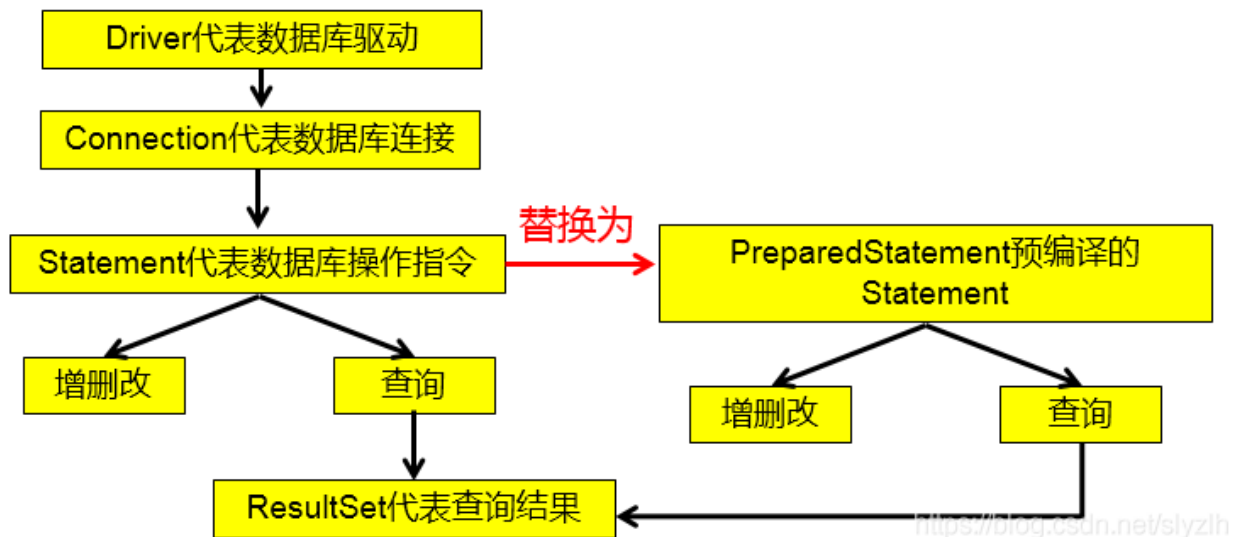 Driver代表数据库驱动
Connection代表数据库连接
替换为
Statement代表数据库操作指令
PreparedStatement预编译的
Statement
增删改
查询
增删改
查询
ResultSet代表查询结果
https://blog.csdn.net/slyzlh